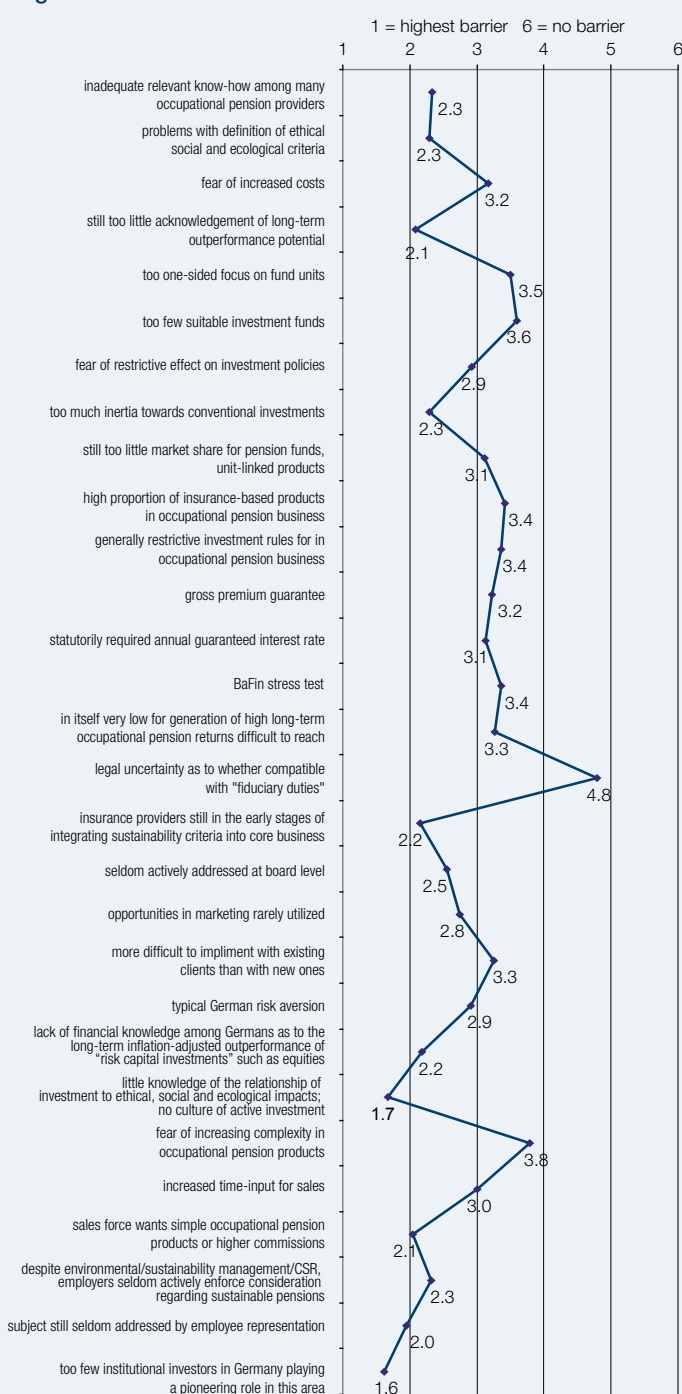 1 = highest barrier 6 = no barrier
1 2 3 4 5 6
inadequate relevant know-how among many
occupational pension providers
2.3
problems with definition of ethical
social and ecological criteria
2.3
fear of increased costs
3.2
still too little acknowledgement of long-term
outperformance potential
2.1
too one-sided focus on fund units
3.5
too few suitable investment funds
3.6
fear of restrictive effect on investment policies
2.9
too much inertia towards conventional investments
2.3
still too little market share for pension funds,
unit-linked products
3.1
high proportion of insurance-based products
in occupational pension business
3.4
generally restrictive investment rules for in
occupational pension business
3.4
gross premium guarantee
3.2
statutorily required annual guaranteed interest rate
3.1
BaFin stress test
3.4
in itself very low for generation of high long-term
occupational pension returns difficult to reach
3.3
legal uncertainty as to whether compatible
with "fiduciary duties"
4.8
insurance providers still in the early stages of
integrating sustainability criteria into core business
2.2
seldom actively addressed at board level
2.5
opportunities in marketing rarely utilized
2.8
more difficult to impliment with existing
clients than with new ones
3.3
typical German risk aversion
2.9
lack of financial knowledge among Germans as to the
long-term inflation-adjusted outperformance of
“risk capital investments” such as equities
2.2
little knowledge of the relationship of
investment to ethical, social and ecological impacts;
no culture of active investment
1.7
fear of increasing complexity in
occupational pension products
3.8
increased time-input for sales
3.0
sales force wants simple occupational pension
products or higher commissions
2.1
despite environmental/sustainability management/CSR,
employers seldom actively enforce consideration
regarding sustainable pensions
2.3
subject still seldom addressed by employee representation
2.0
too few institutional investors in Germany playing
a pioneering role in this area
1.6